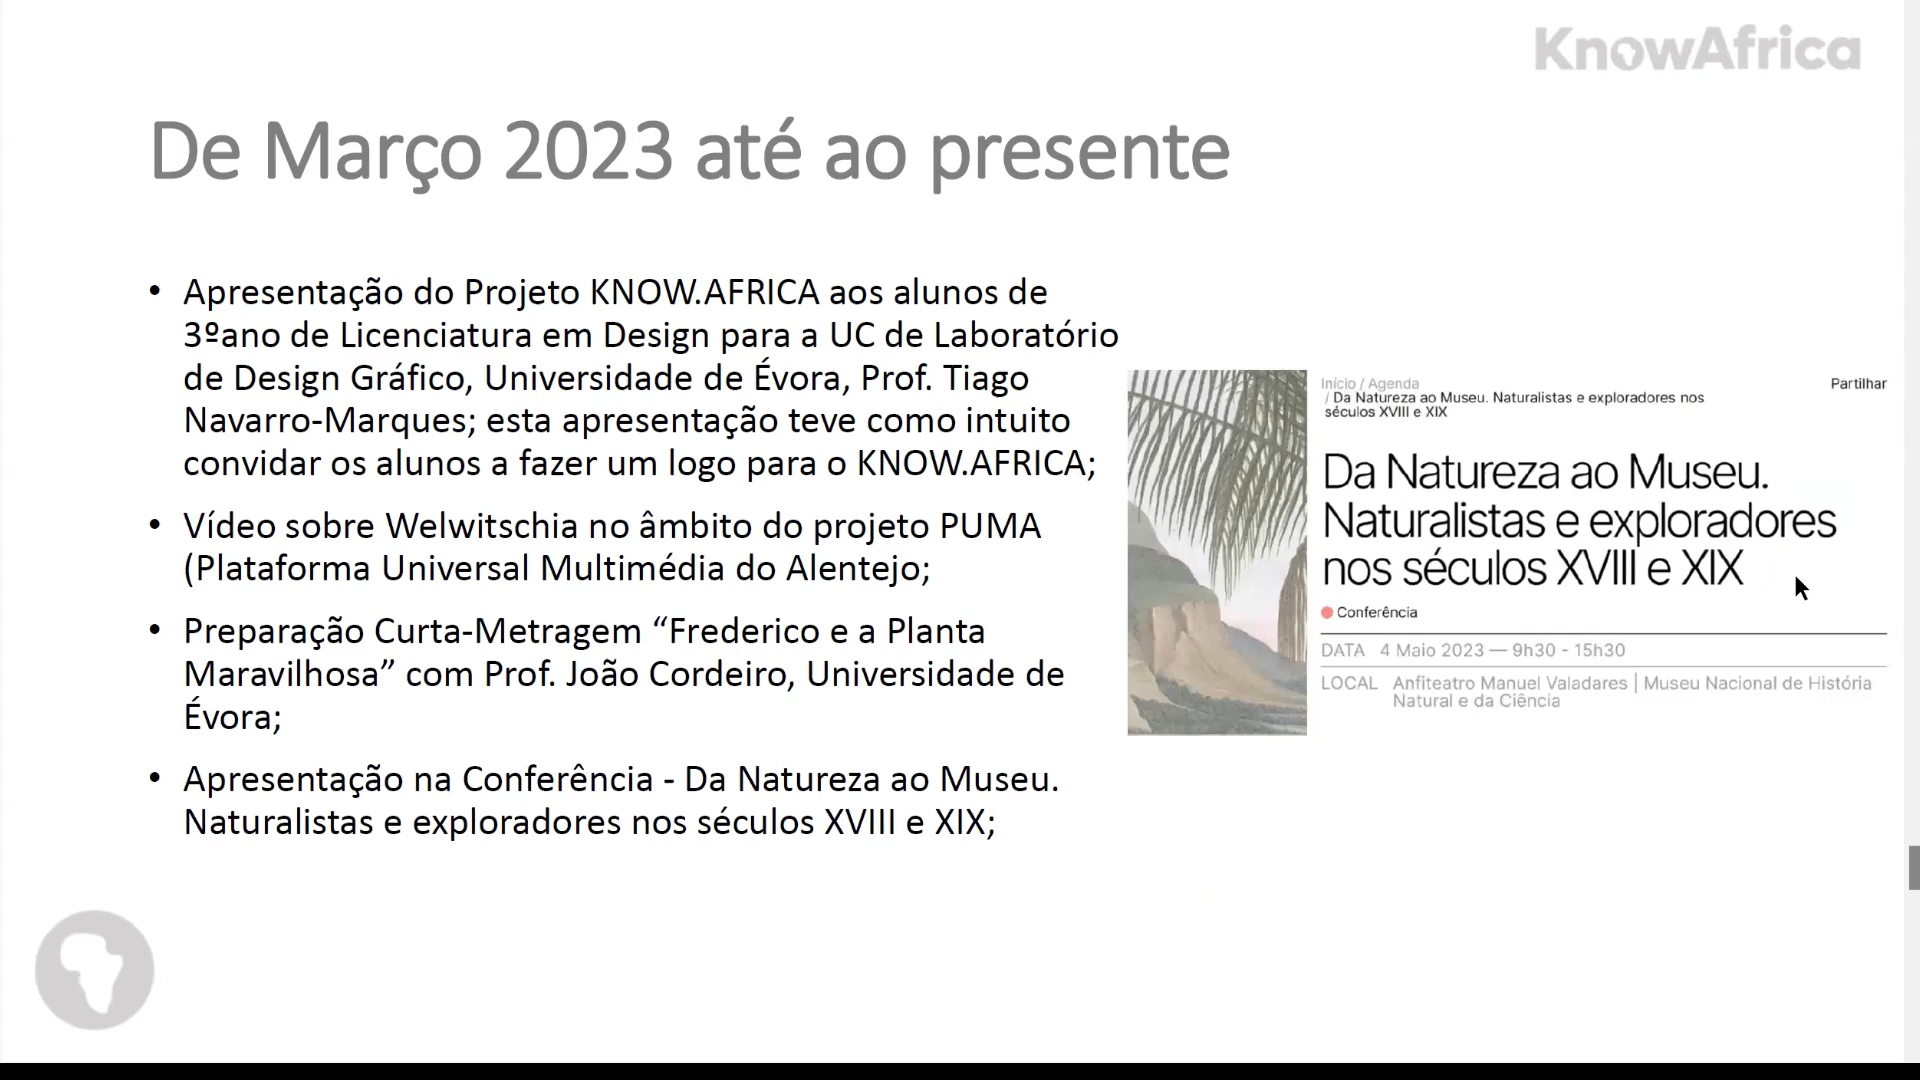 KnowAfrica
De Março 2023 até ao presente
• Apresentação do Projeto KNOW.AFRICA aos alunos de
3ºano de Licenciatura em Design para a UC de Laboratório
de Design Gráfico, Universidade de Évora, Prof. Tiago
Navarro-Marques; esta apresentação teve como intuito
convidar os alunos a fazer um logo para o KNOW.AFRICA;
• Vídeo sobre Welwitschia no âmbito do projeto PUMA
(Plataforma Universal Multimédia do Alentejo;
• Preparação Curta-Metragem “Frederico e a Planta
Maravilhosa” com Prof. João Cordeiro, Universidade de
Évora;
• Apresentação na Conferência - Da Natureza ao Museu.
Naturalistas e exploradores nos séculos XVIII e XIX;
Início / Agenda
/ Da Natureza ao Museu. Naturalistas e exploradores nos
séculos XVIII e XIX
Partilhar
Da Natureza ao Museu.
Naturalistas e exploradores
nos séculos XVIII e XIX
Conferência
DATA 4 Maio 2023 — 9h30 - 15h30
LOCAL Anfiteatro Manuel Valadares | Museu Nacional de História
Natural e da Ciência